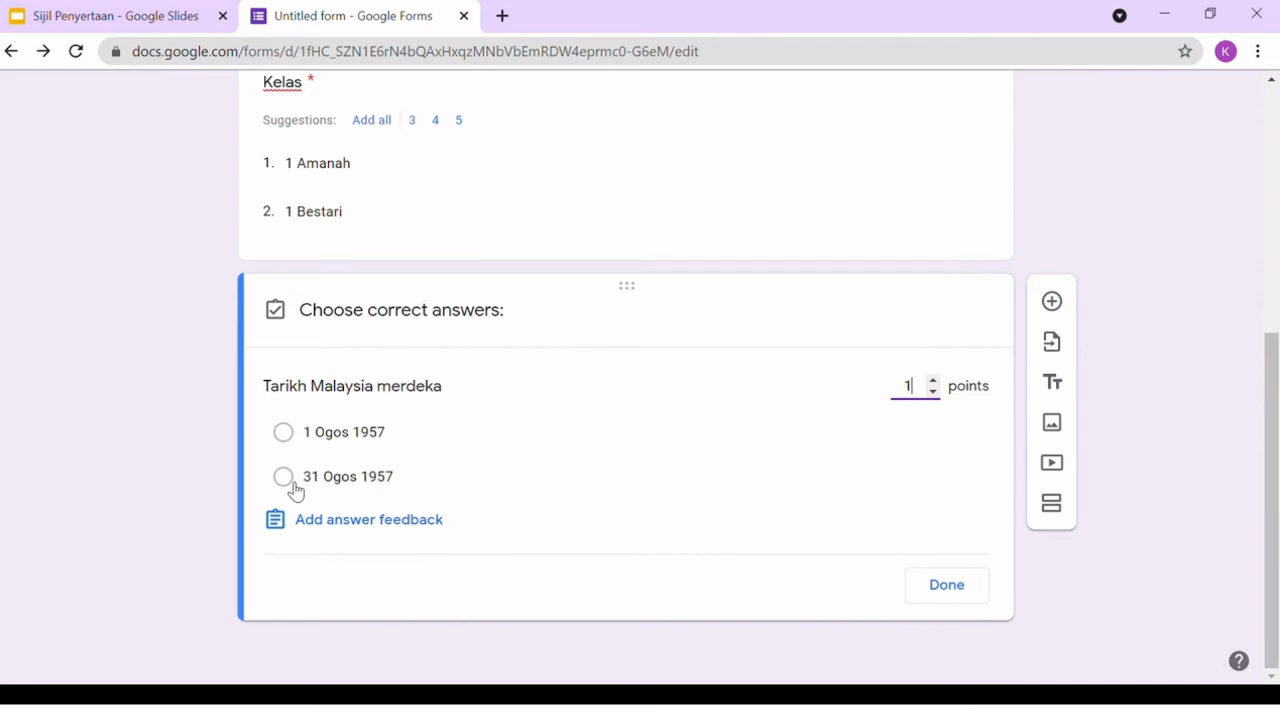 Sijil Penyertaan - Google Slides
Untitled form - Google Forms
docs.google.com/forms/d/1fHC_SZN1E6rN4bQAxHxqzMNbVbEmRDW4eprmc0-G6eM/edit
K
Kelas *
Suggestions: Add all 3 4 5
1. 1 Amanah
2. 1 Bestari
Choose correct answers:
Tarikh Malaysia merdeka 1 points
1 Ogos 1957
31 Ogos 1957
Add answer feedback
Done